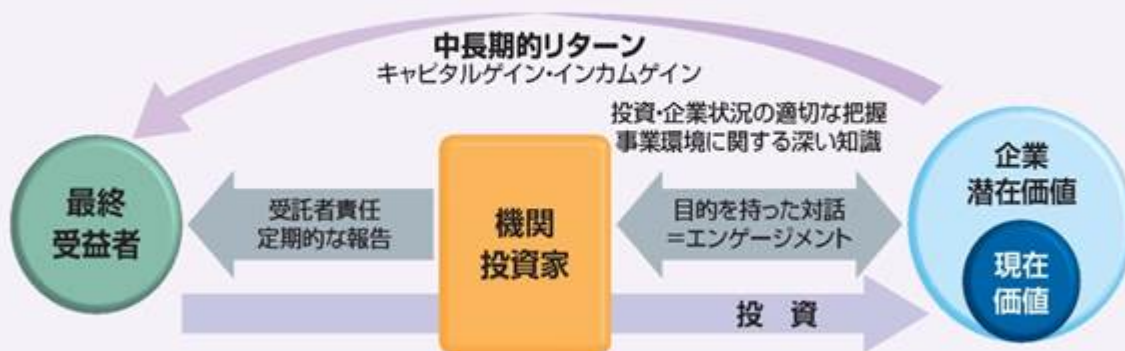 中長期的リターン
キャピタルゲイン・インカムゲイン
投資・企業状況の適切な把握
事業環境に関する深い知識
最終
受益者
受託者責任
定期的な報告
機関
投資家
目的を持った対話
=エンゲージメント
企業
潜在価値
現在
価値
投 資